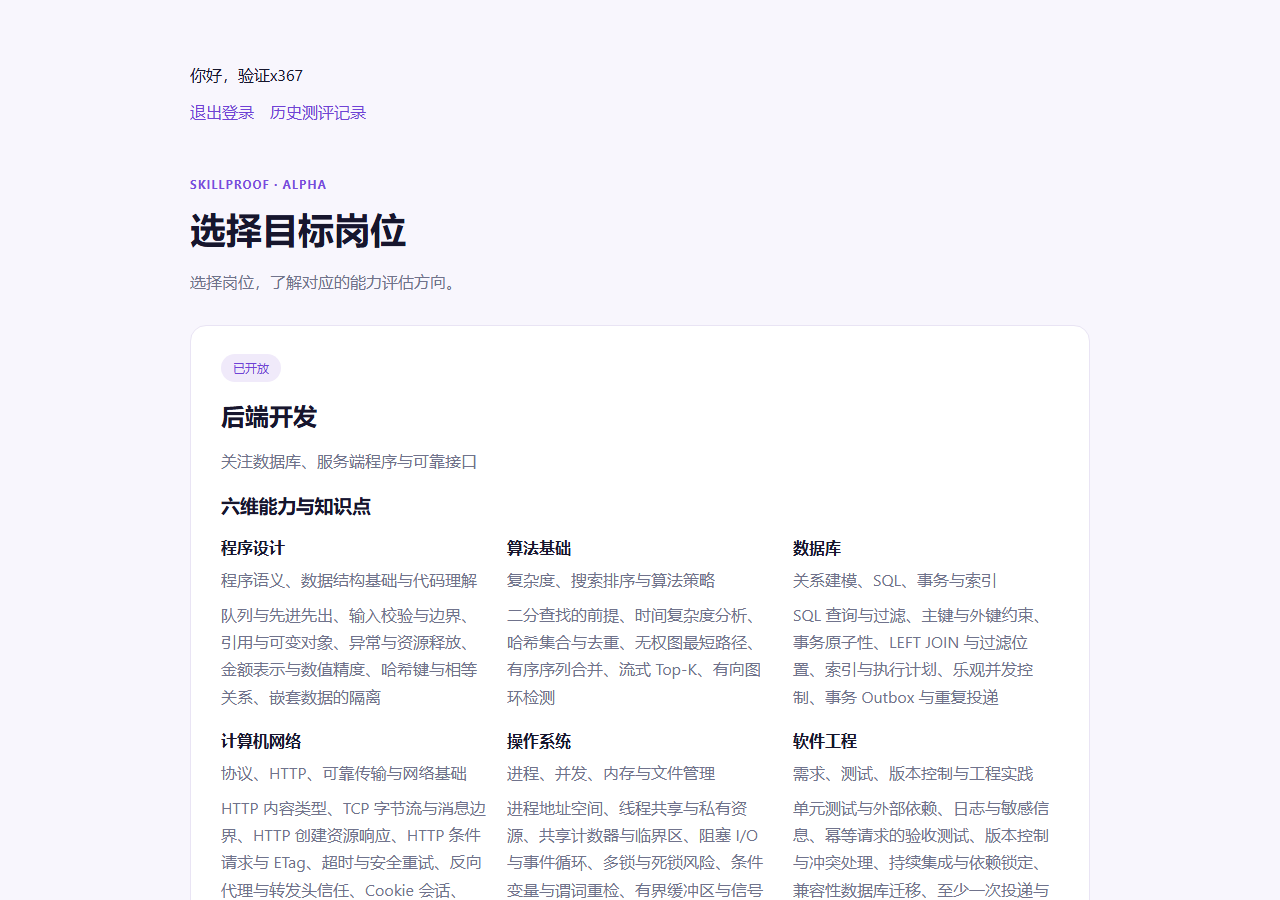 你好，验证x367
退出登录 历史测评记录
SKILLPROOF · ALPHA
选择目标岗位
选择岗位，了解对应的能力评估方向。
已开放
后端开发
关注数据库、服务端程序与可靠接口
六维能力与知识点
程序设计
程序语义、数据结构基础与代码理解
队列与先进先出、输入校验与边界、
引用与可变对象、异常与资源释放、
金额表示与数值精度、哈希键与相等
关系、嵌套数据的隔离
算法基础
复杂度、搜索排序与算法策略
二分查找的前提、时间复杂度分析、
哈希集合与去重、无权图最短路径、
有序序列合并、流式 Top-K、有向图
环检测
数据库
关系建模、SQL、事务与索引
SQL 查询与过滤、主键与外键约束、
事务原子性、LEFT JOIN 与过滤位
置、索引与执行计划、乐观并发控
制、事务 Outbox 与重复投递
计算机网络
协议、HTTP、可靠传输与网络基础
HTTP 内容类型、TCP 字节流与消息边
界、HTTP 创建资源响应、HTTP 条件
请求与 ETag、超时与安全重试、反向
代理与转发头信任、Cookie 会话、
操作系统
进程、并发、内存与文件管理
进程地址空间、线程共享与私有资
源、共享计数器与临界区、阻塞 I/O
与事件循环、多锁与死锁风险、条件
变量与谓词重检、有界缓冲区与信号
软件工程
需求、测试、版本控制与工程实践
单元测试与外部依赖、日志与敏感信
息、幂等请求的验收测试、版本控制
与冲突处理、持续集成与依赖锁定、
兼容性数据库迁移、至少一次投递与